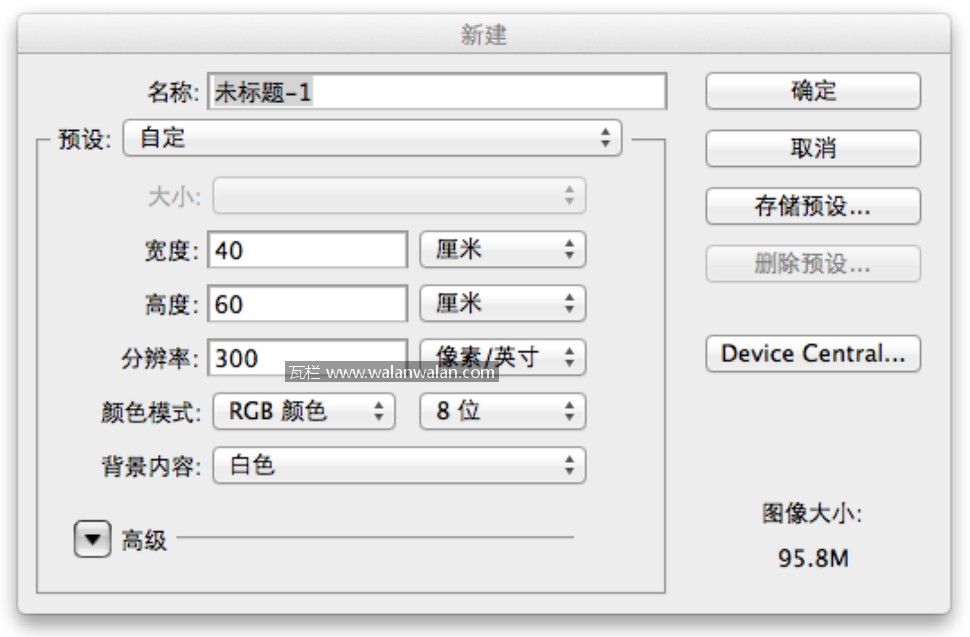 新建
名称: 未标题-1
确定
预设: 自定
取消
大小:
存储预设...
宽度: 40 厘米
删除预设...
高度: 60 厘米
分辨率: 300 像素/英寸
Device Central...
瓦栏 www.walanwalan.com
颜色模式: RGB 颜色 8 位
背景内容: 白色
高级
图像大小:
95.8M